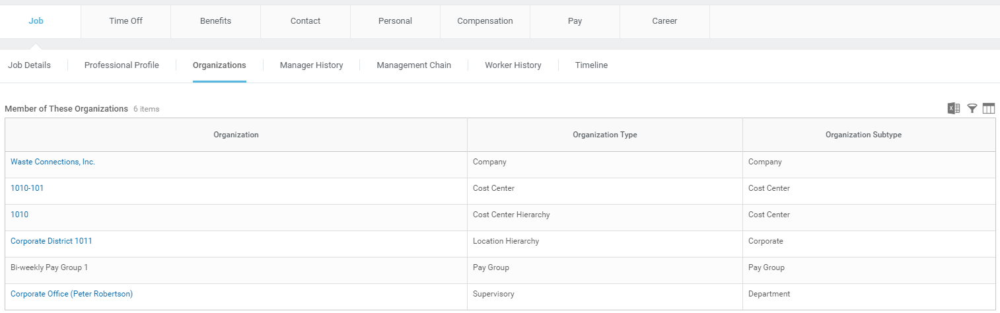 Job Time Off Benefits Contact Personal Compensation Pay Career
Job Details Professional Profile Organizations Manager History Management Chain Worker History Timeline
Member of These Organizations 6 items
Organization Organization Type Organization Subtype
Waste Connections, Inc. Company Company
1010-101 Cost Center Cost Center
1010 Cost Center Hierarchy Cost Center
Corporate District 1011 Location Hierarchy Corporate
Bi-weekly Pay Group 1 Pay Group Pay Group
Corporate Office (Peter Robertson) Supervisory Department